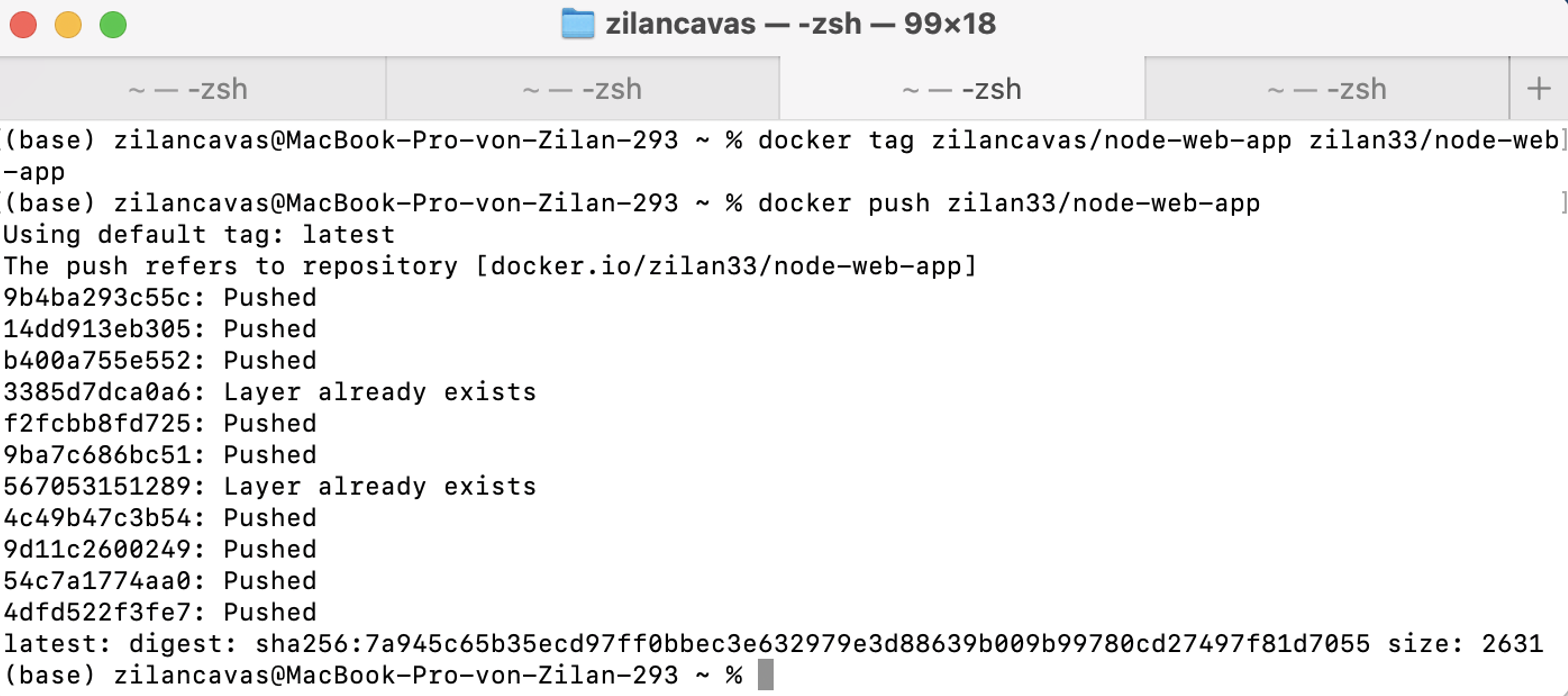 zilancavas — -zsh — 99×18
~ — -zsh ~ — -zsh ~ — -zsh ~ — -zsh +
[(base) zilancavas@MacBook-Pro-von-Zilan-293 ~ % docker tag zilancavas/node-web-app zilan33/node-web]
-app
[(base) zilancavas@MacBook-Pro-von-Zilan-293 ~ % docker push zilan33/node-web-app ]
Using default tag: latest
The push refers to repository [docker.io/zilan33/node-web-app]
9b4ba293c55c: Pushed
14dd913eb305: Pushed
b400a755e552: Pushed
3385d7dca0a6: Layer already exists
f2fcbb8fd725: Pushed
9ba7c686bc51: Pushed
567053151289: Layer already exists
4c49b47c3b54: Pushed
9d11c2600249: Pushed
54c7a1774aa0: Pushed
4dfd522f3fe7: Pushed
latest: digest: sha256:7a945c65b35ecd97ff0bbec3e632979e3d88639b009b99780cd27497f81d7055 size: 2631
(base) zilancavas@MacBook-Pro-von-Zilan-293 ~ %